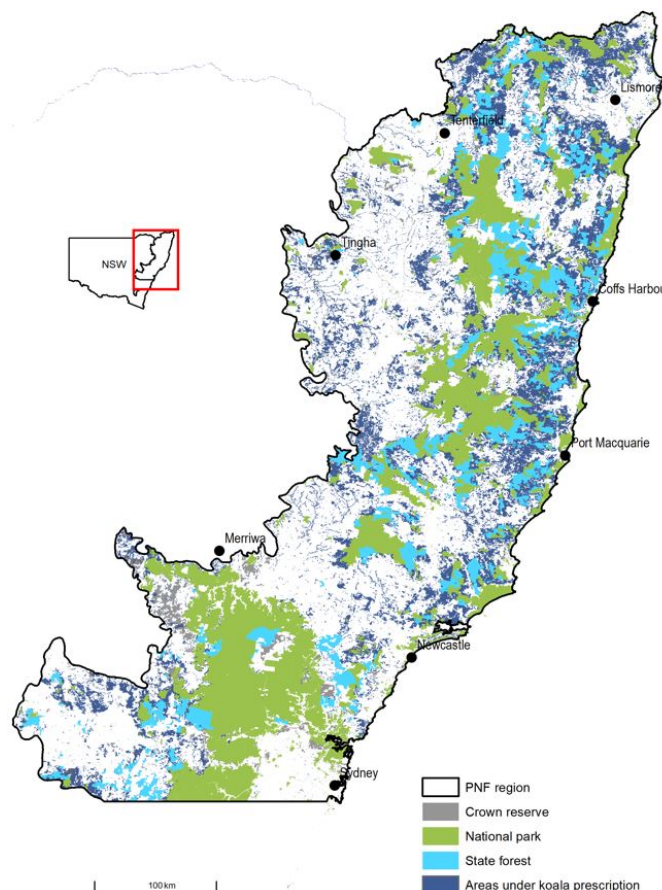 Lismore
Tenterfield
Tingha
NSW
Coffs Harbour
Port Macquarie
Merriwa
Newcastle
Sydney
PNF region
Crown reserve
National park
State forest
Areas under koala prescription
100 km